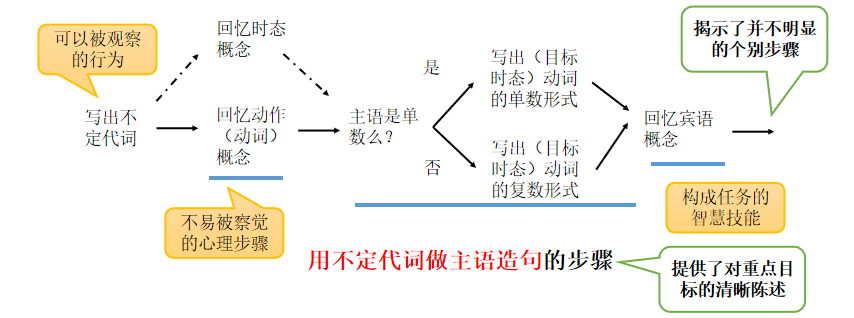 可以被观察
的行为
回忆时态
概念
揭示了并不明显
的个别步骤
写出不
定代词
回忆动作
（动词）
概念
主语是单
数么?
是
否
写出（目标
时态）动词
的单数形式
写出（目标
时态）动词
的复数形式
回忆宾语
概念
不易被察觉
的心理步骤
构成任务的
智慧技能
用不定代词做主语造句的步骤
提供了对重点目
标的清晰陈述